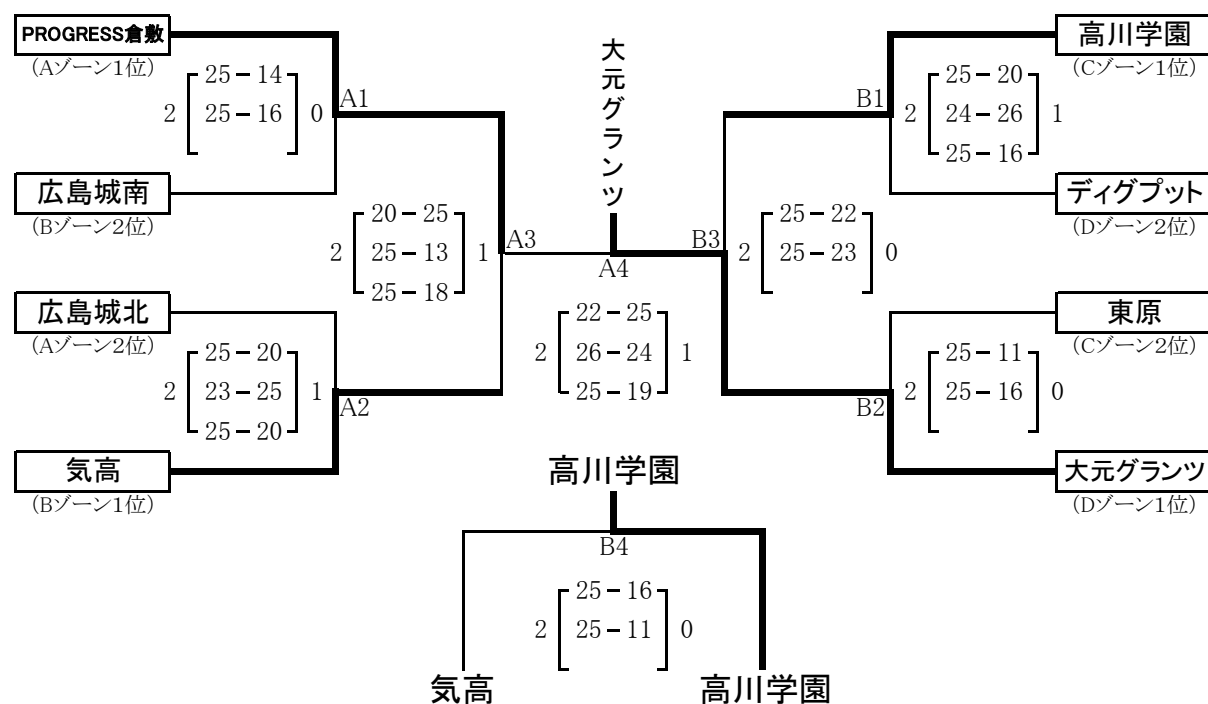 PROGRESS倉敷
(Aゾーン1位)
25-14
2 25-16 0
A1
広島城南
(Bゾーン2位)
20-25
2 25-13 1
25-18
A3
広島城北
(Aゾーン2位)
25-20
2 23-25 1
25-20
A2
気高
(Bゾーン1位)
大元グランツ
A4
22-25
2 26-24 1
25-19
高川学園
(Cゾーン1位)
B1
25-20
2 24-26 1
25-16
ディグプット
(Dゾーン2位)
B3
25-22
2 25-23 0
東原
(Cゾーン2位)
25-11
2 25-16 0
B2
大元グランツ
(Dゾーン1位)
高川学園
B4
25-16
2 25-11 0
気高 高川学園